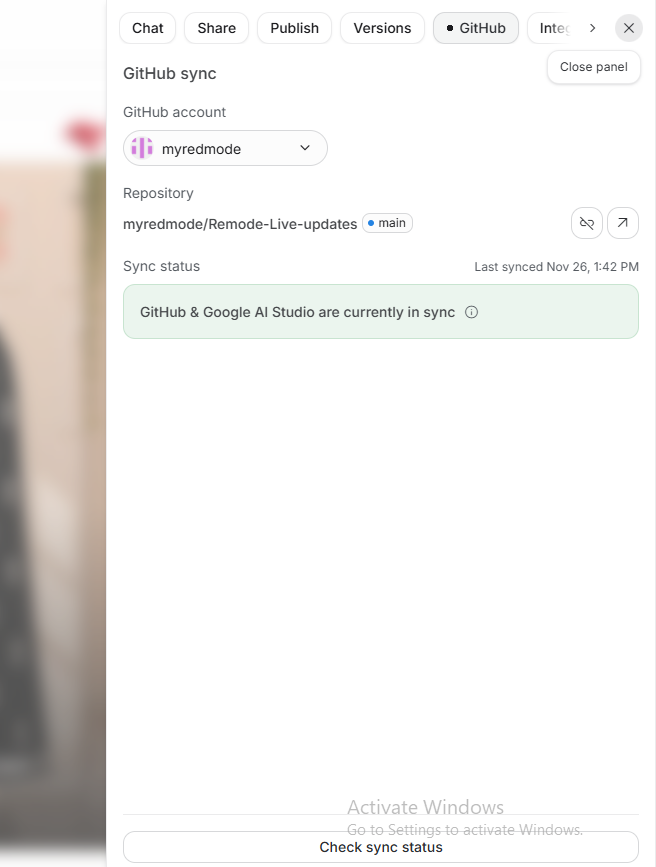 Chat
Share
Publish
Versions
GitHub
Close panel
GitHub sync
GitHub account
myredmode
Repository
myredmode/Remode-Live-updates
main
Sync status
Last synced Nov 26, 1:42 PM
GitHub & Google AI Studio are currently in sync
Activate Windows
Go to Settings to activate Windows.
Check sync status